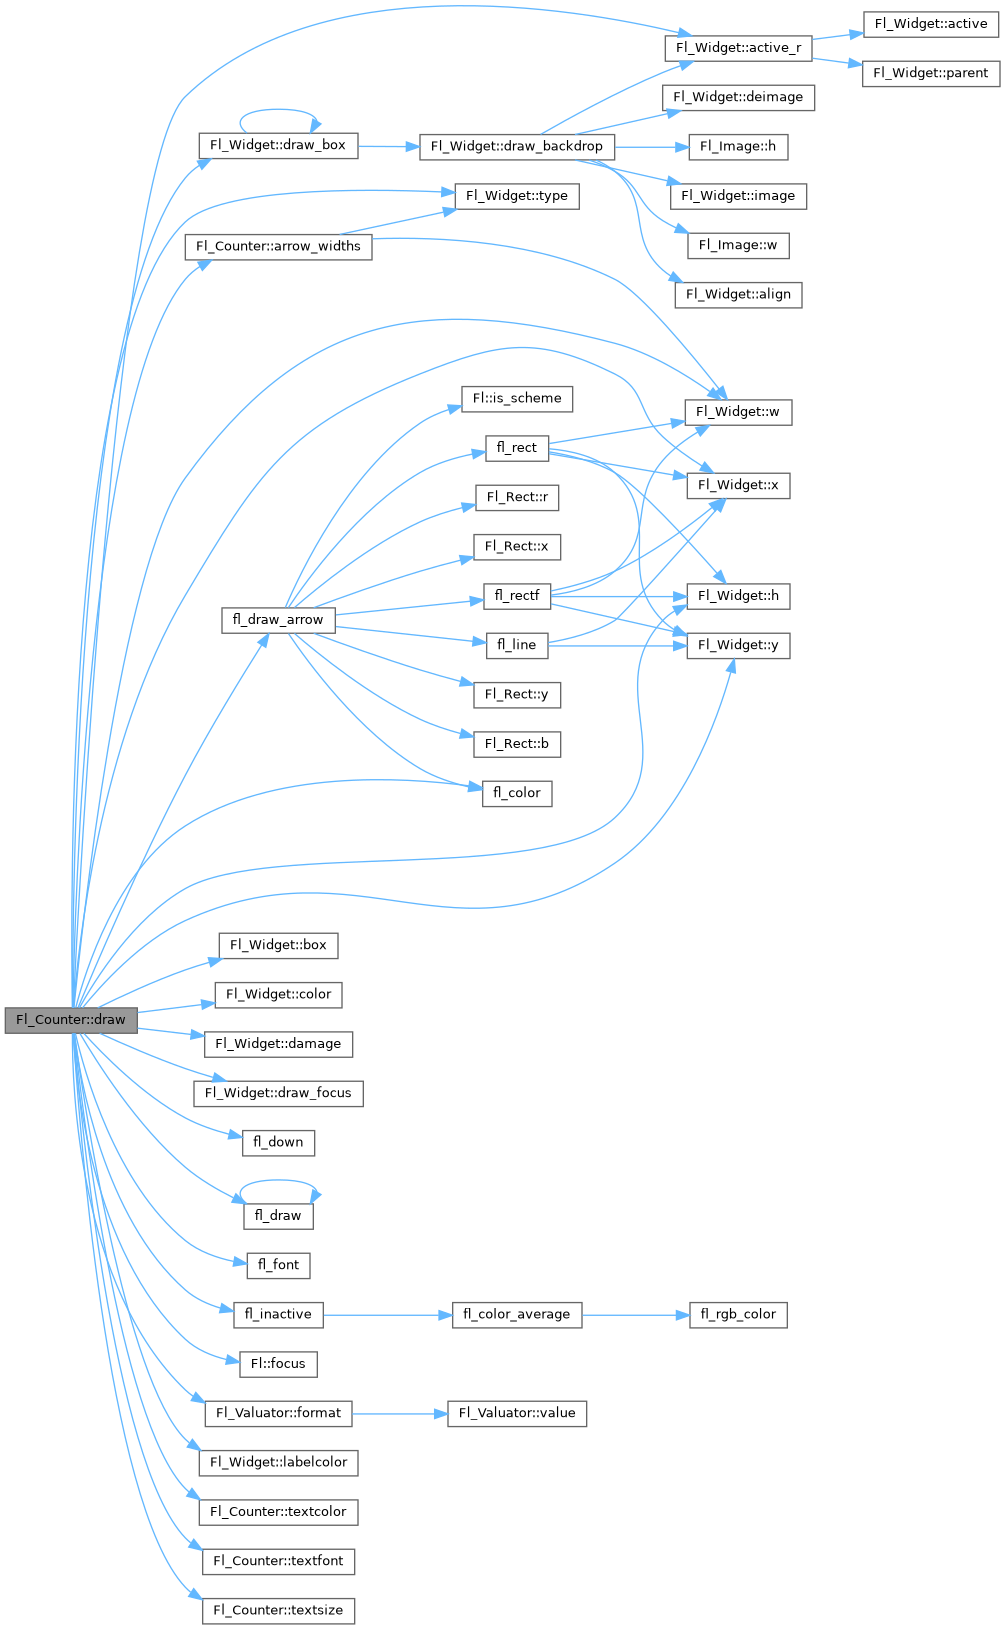 Fl_Widget::active
Fl_Widget::active_r
Fl_Widget::parent
Fl_Widget::deimage
Fl_Widget::draw_box
Fl_Widget::draw_backdrop
Fl_Image::h
Fl_Widget::type
Fl_Widget::image
Fl_Counter::arrow_widths
Fl_Image::w
Fl_Widget::align
Fl::is_scheme
Fl_Widget::w
fl_rect
Fl_Widget::x
Fl_Rect::r
Fl_Rect::x
fl_rectf
Fl_Widget::h
fl_draw_arrow
fl_line
Fl_Widget::y
Fl_Rect::y
Fl_Rect::b
fl_color
Fl_Widget::box
Fl_Widget::color
Fl_Counter::draw
Fl_Widget::damage
Fl_Widget::draw_focus
fl_down
fl_draw
fl_font
fl_inactive
fl_color_average
fl_rgb_color
Fl::focus
Fl_Valuator::format
Fl_Valuator::value
Fl_Widget::labelcolor
Fl_Counter::textcolor
Fl_Counter::textfont
Fl_Counter::textsize